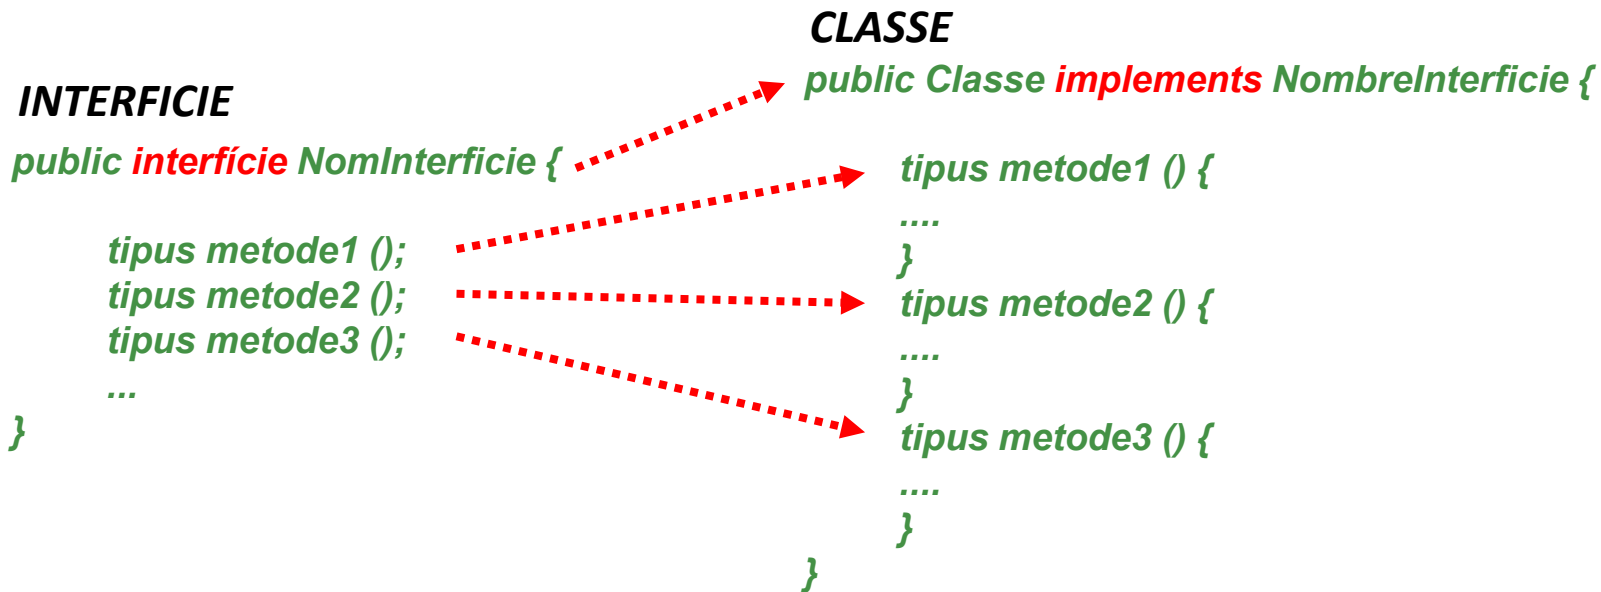 INTERFICIE
public interfície NomInterficie {
tipus metode1 ();
tipus metode2 ();
tipus metode3 ();
...
}
CLASSE
public Classe implements NombreInterficie {
tipus metode1 () {
....
}
tipus metode2 () {
....
}
tipus metode3 () {
....
}
}